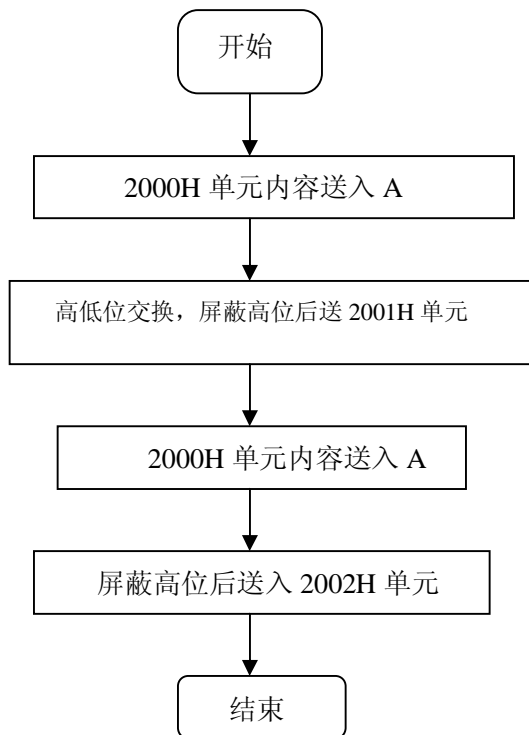 开始
2000H 单元内容送入 A
高低位交换，屏蔽高位后送 2001H 单元
2000H 单元内容送入 A
屏蔽高位后送入 2002H 单元
结束